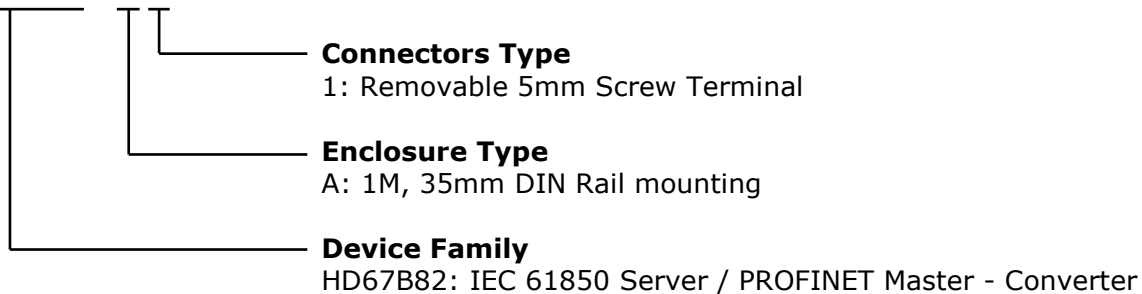 Connectors Type
1: Removable 5mm Screw Terminal
Enclosure Type
A: 1M, 35mm DIN Rail mounting
Device Family
HD67B82: IEC 61850 Server / PROFINET Master - Converter